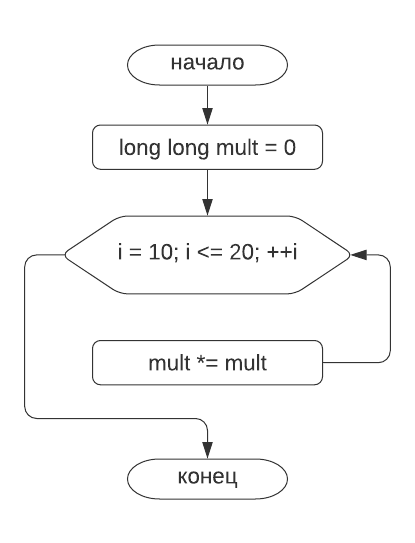 начало
long long mult = 0
i = 10; i <= 20; ++i
mult *= mult
конец